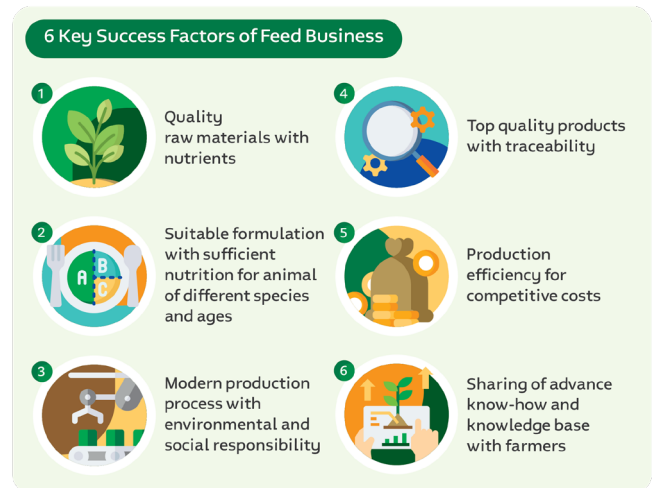 6 Key Success Factors of Feed Business
1
Quality
raw materials with
nutrients
2
Suitable formulation
with sufficient
nutrition for animal
of different species
and ages
A
B
C
3
Modern production
process with
environmental and
social responsibility
4
Top quality products
with traceability
5
Production
efficiency for
competitive costs
6
Sharing of advance
know-how and
knowledge base
with farmers